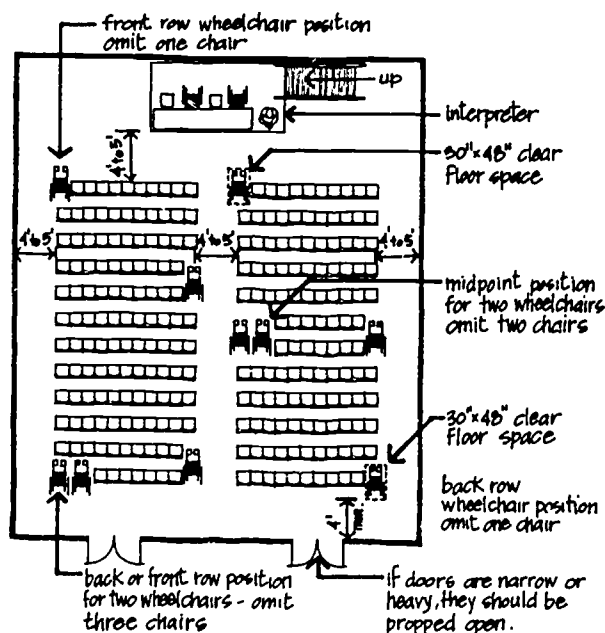 front row wheelchair position
omit one chair
up
interpreter
4' to 5'
30"x48" clear
floor space
4' to 5'
4' to 5'
4' to 5'
midpoint position
for two wheelchairs
omit two chairs
30"x48" clear
floor space
back row
wheelchair position
omit one chair
4'
min.
back or front row position
for two wheelchairs - omit
three chairs
if doors are narrow or
heavy, they should be
propped open.